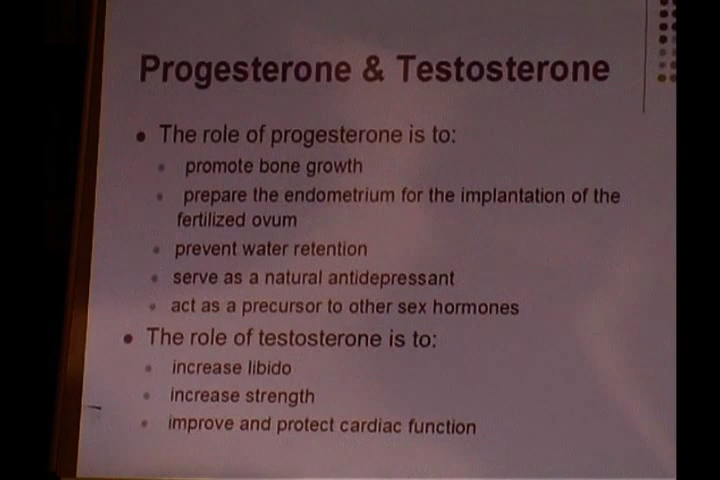 Progesterone & Testosterone
The role of progesterone is to:
promote bone growth
prepare the endometrium for the implantation of the
fertilized ovum
prevent water retention
serve as a natural antidepressant
act as a precursor to other sex hormones
The role of testosterone is to:
increase libido
increase strength
improve and protect cardiac function